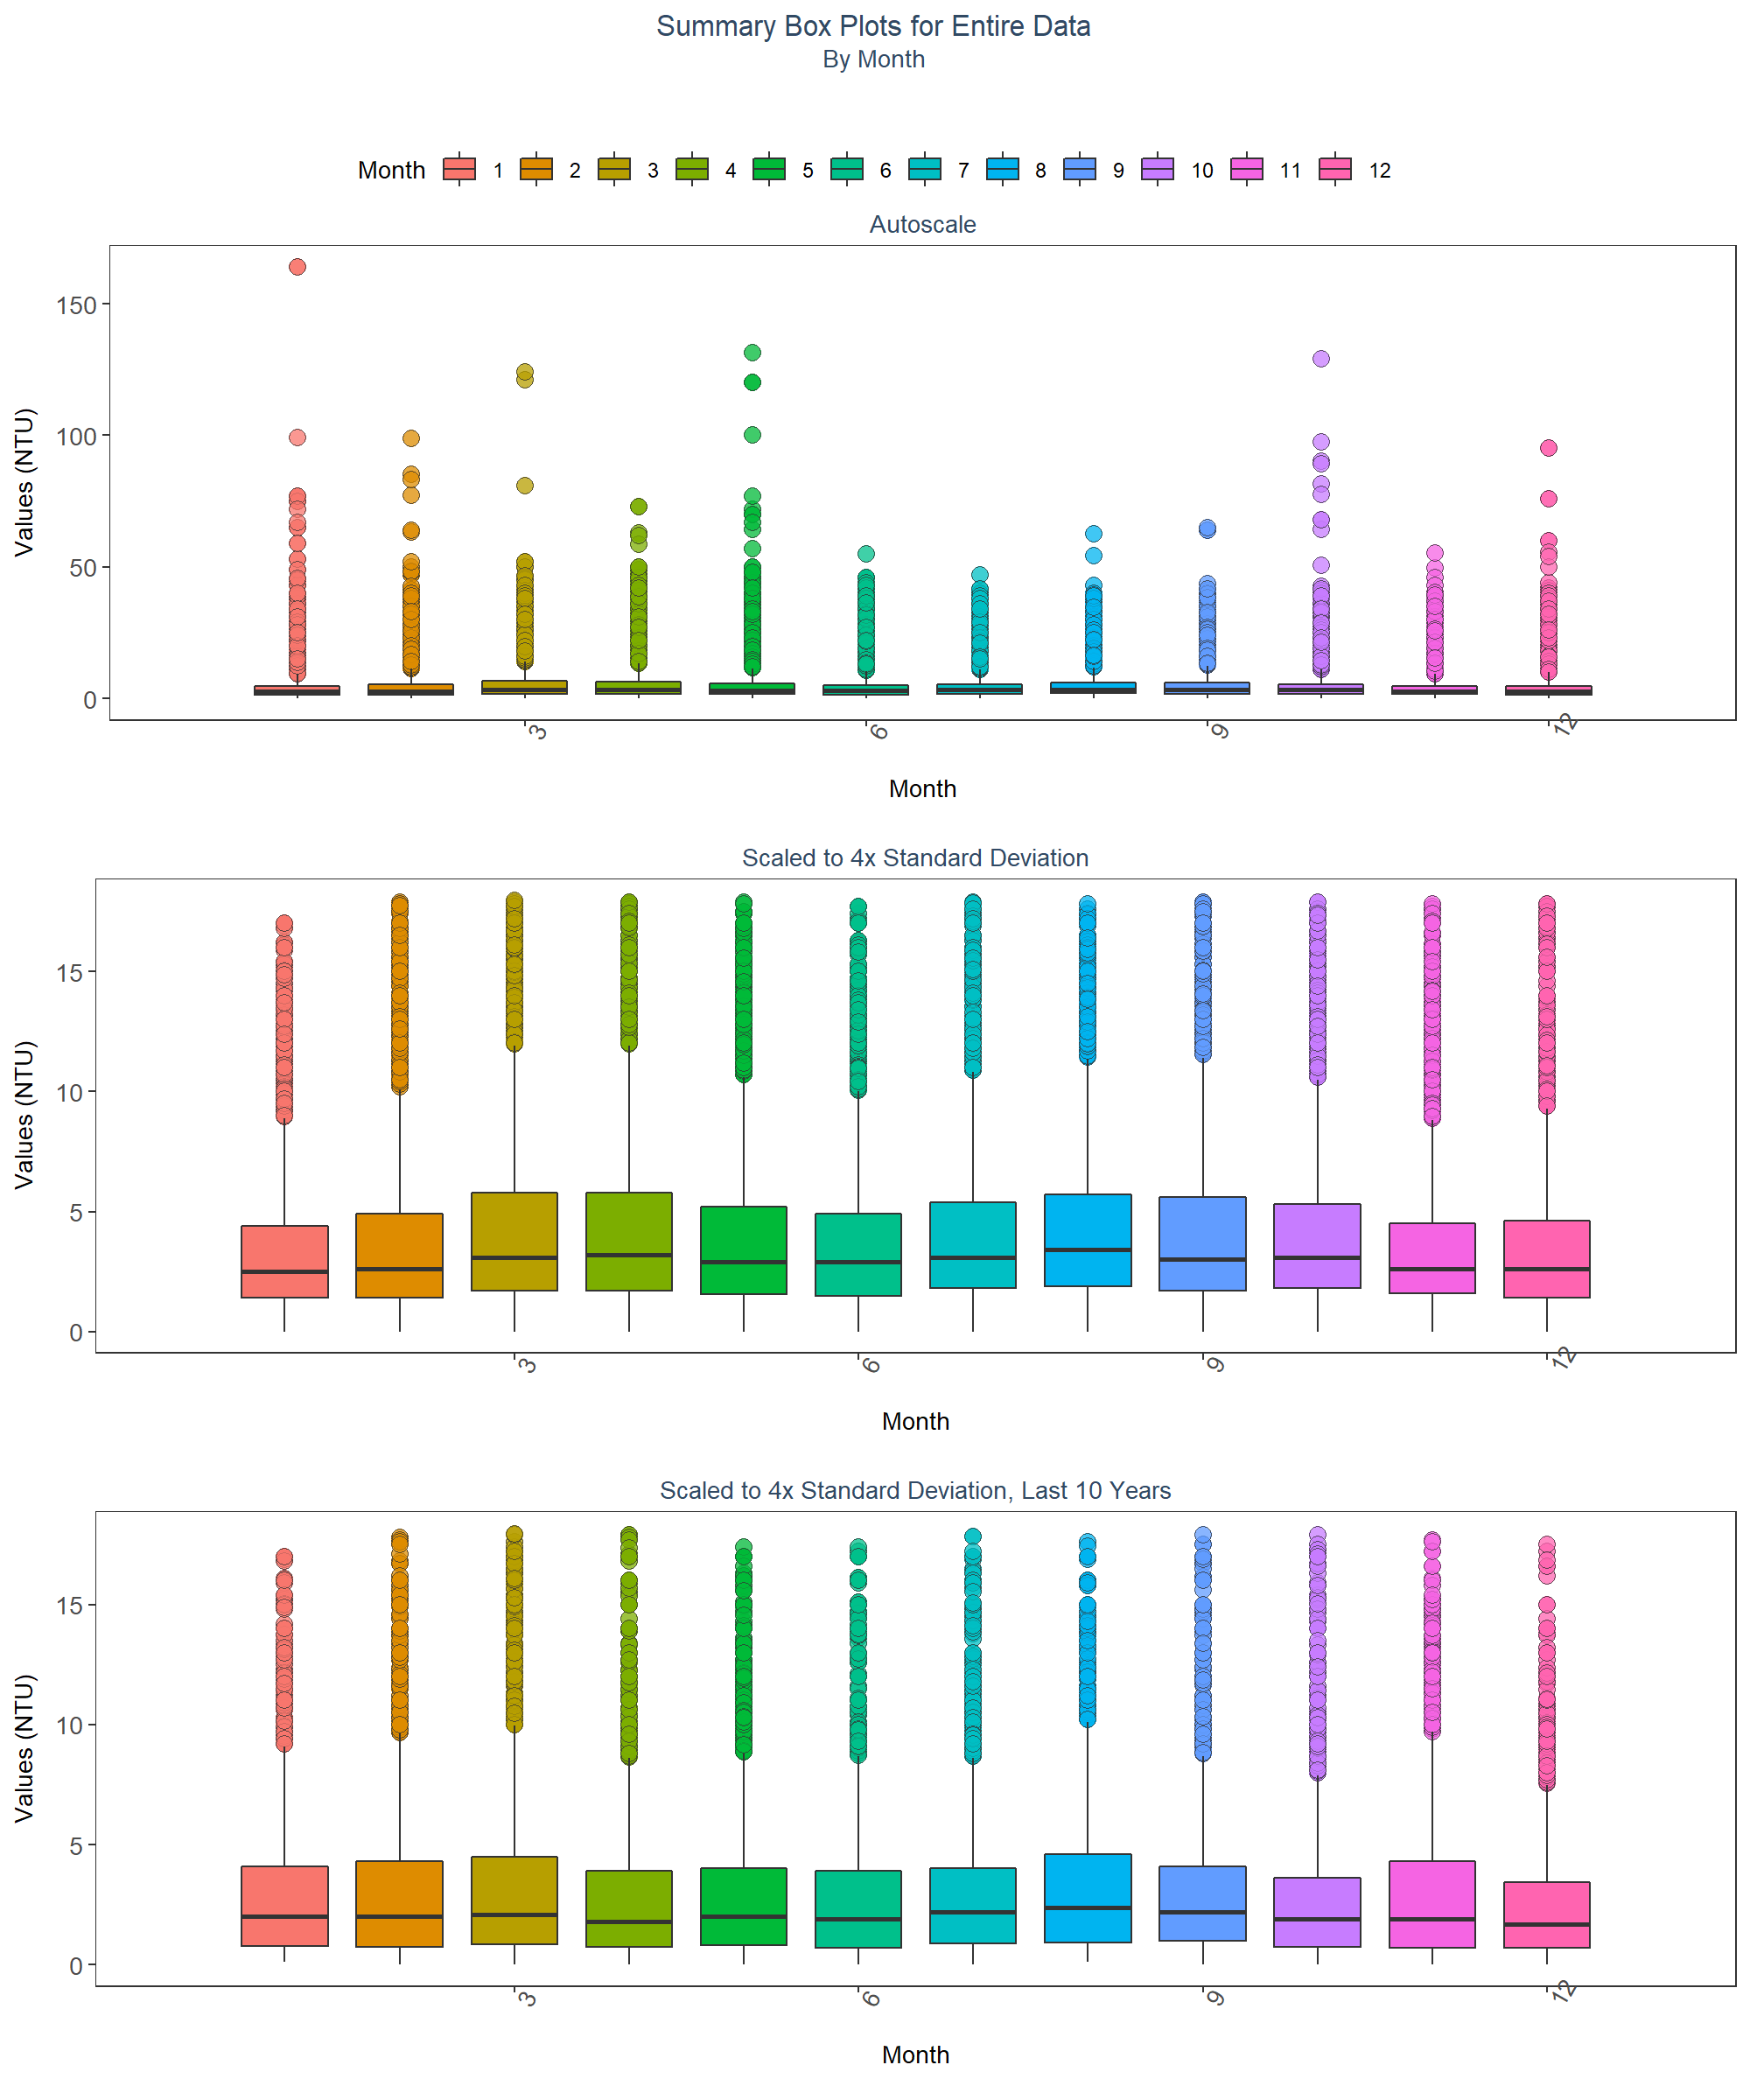 Summary Box Plots for Entire Data
By Month
Month 1 2 3 4 5 6 7 8 9 10 11 12
Autoscale
Values (NTU)
150
100
50
0
3 6 9 12
Month
Scaled to 4x Standard Deviation
Values (NTU)
15
10
5
0
3 6 9 12
Month
Scaled to 4x Standard Deviation, Last 10 Years
Values (NTU)
15
10
5
0
3 6 9 12
Month